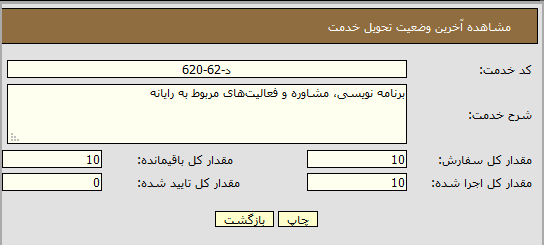 مشاهده آخرین وضعیت تحویل خدمت
کد خدمت: د-62-620
شرح خدمت: برنامه نویسی، مشاوره و فعالیت‌های مربوط به رایانه
مقدار کل سفارش: 10 مقدار کل باقیمانده: 10
مقدار کل اجرا شده: 10 مقدار کل تایید شده: 0
چاپ بازگشت